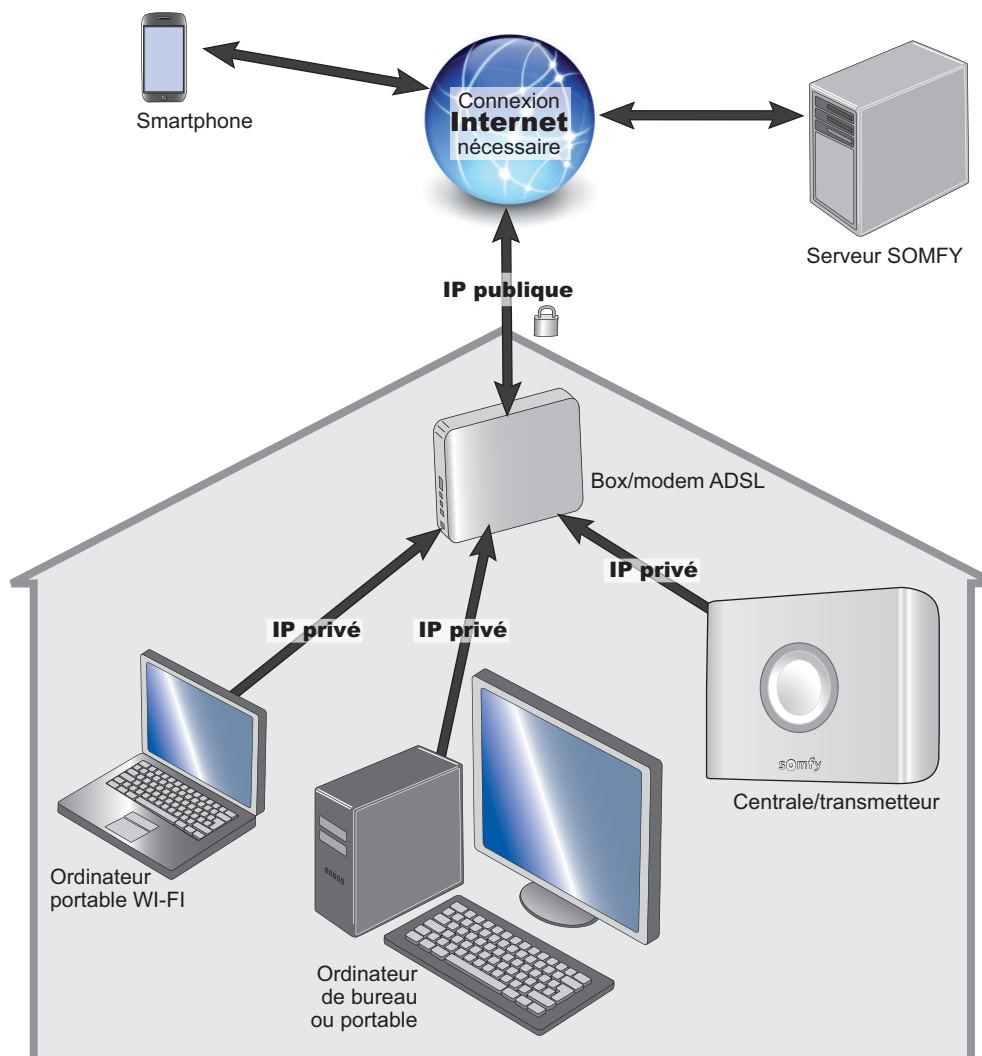 Smartphone
Connexion
Internet
nécessaire
Serveur SOMFY
IP publique
Box/modem ADSL
IP privé
IP privé
IP privé
somfy
Centrale/transmetteur
Ordinateur
portable WI-FI
Ordinateur
de bureau
ou portable